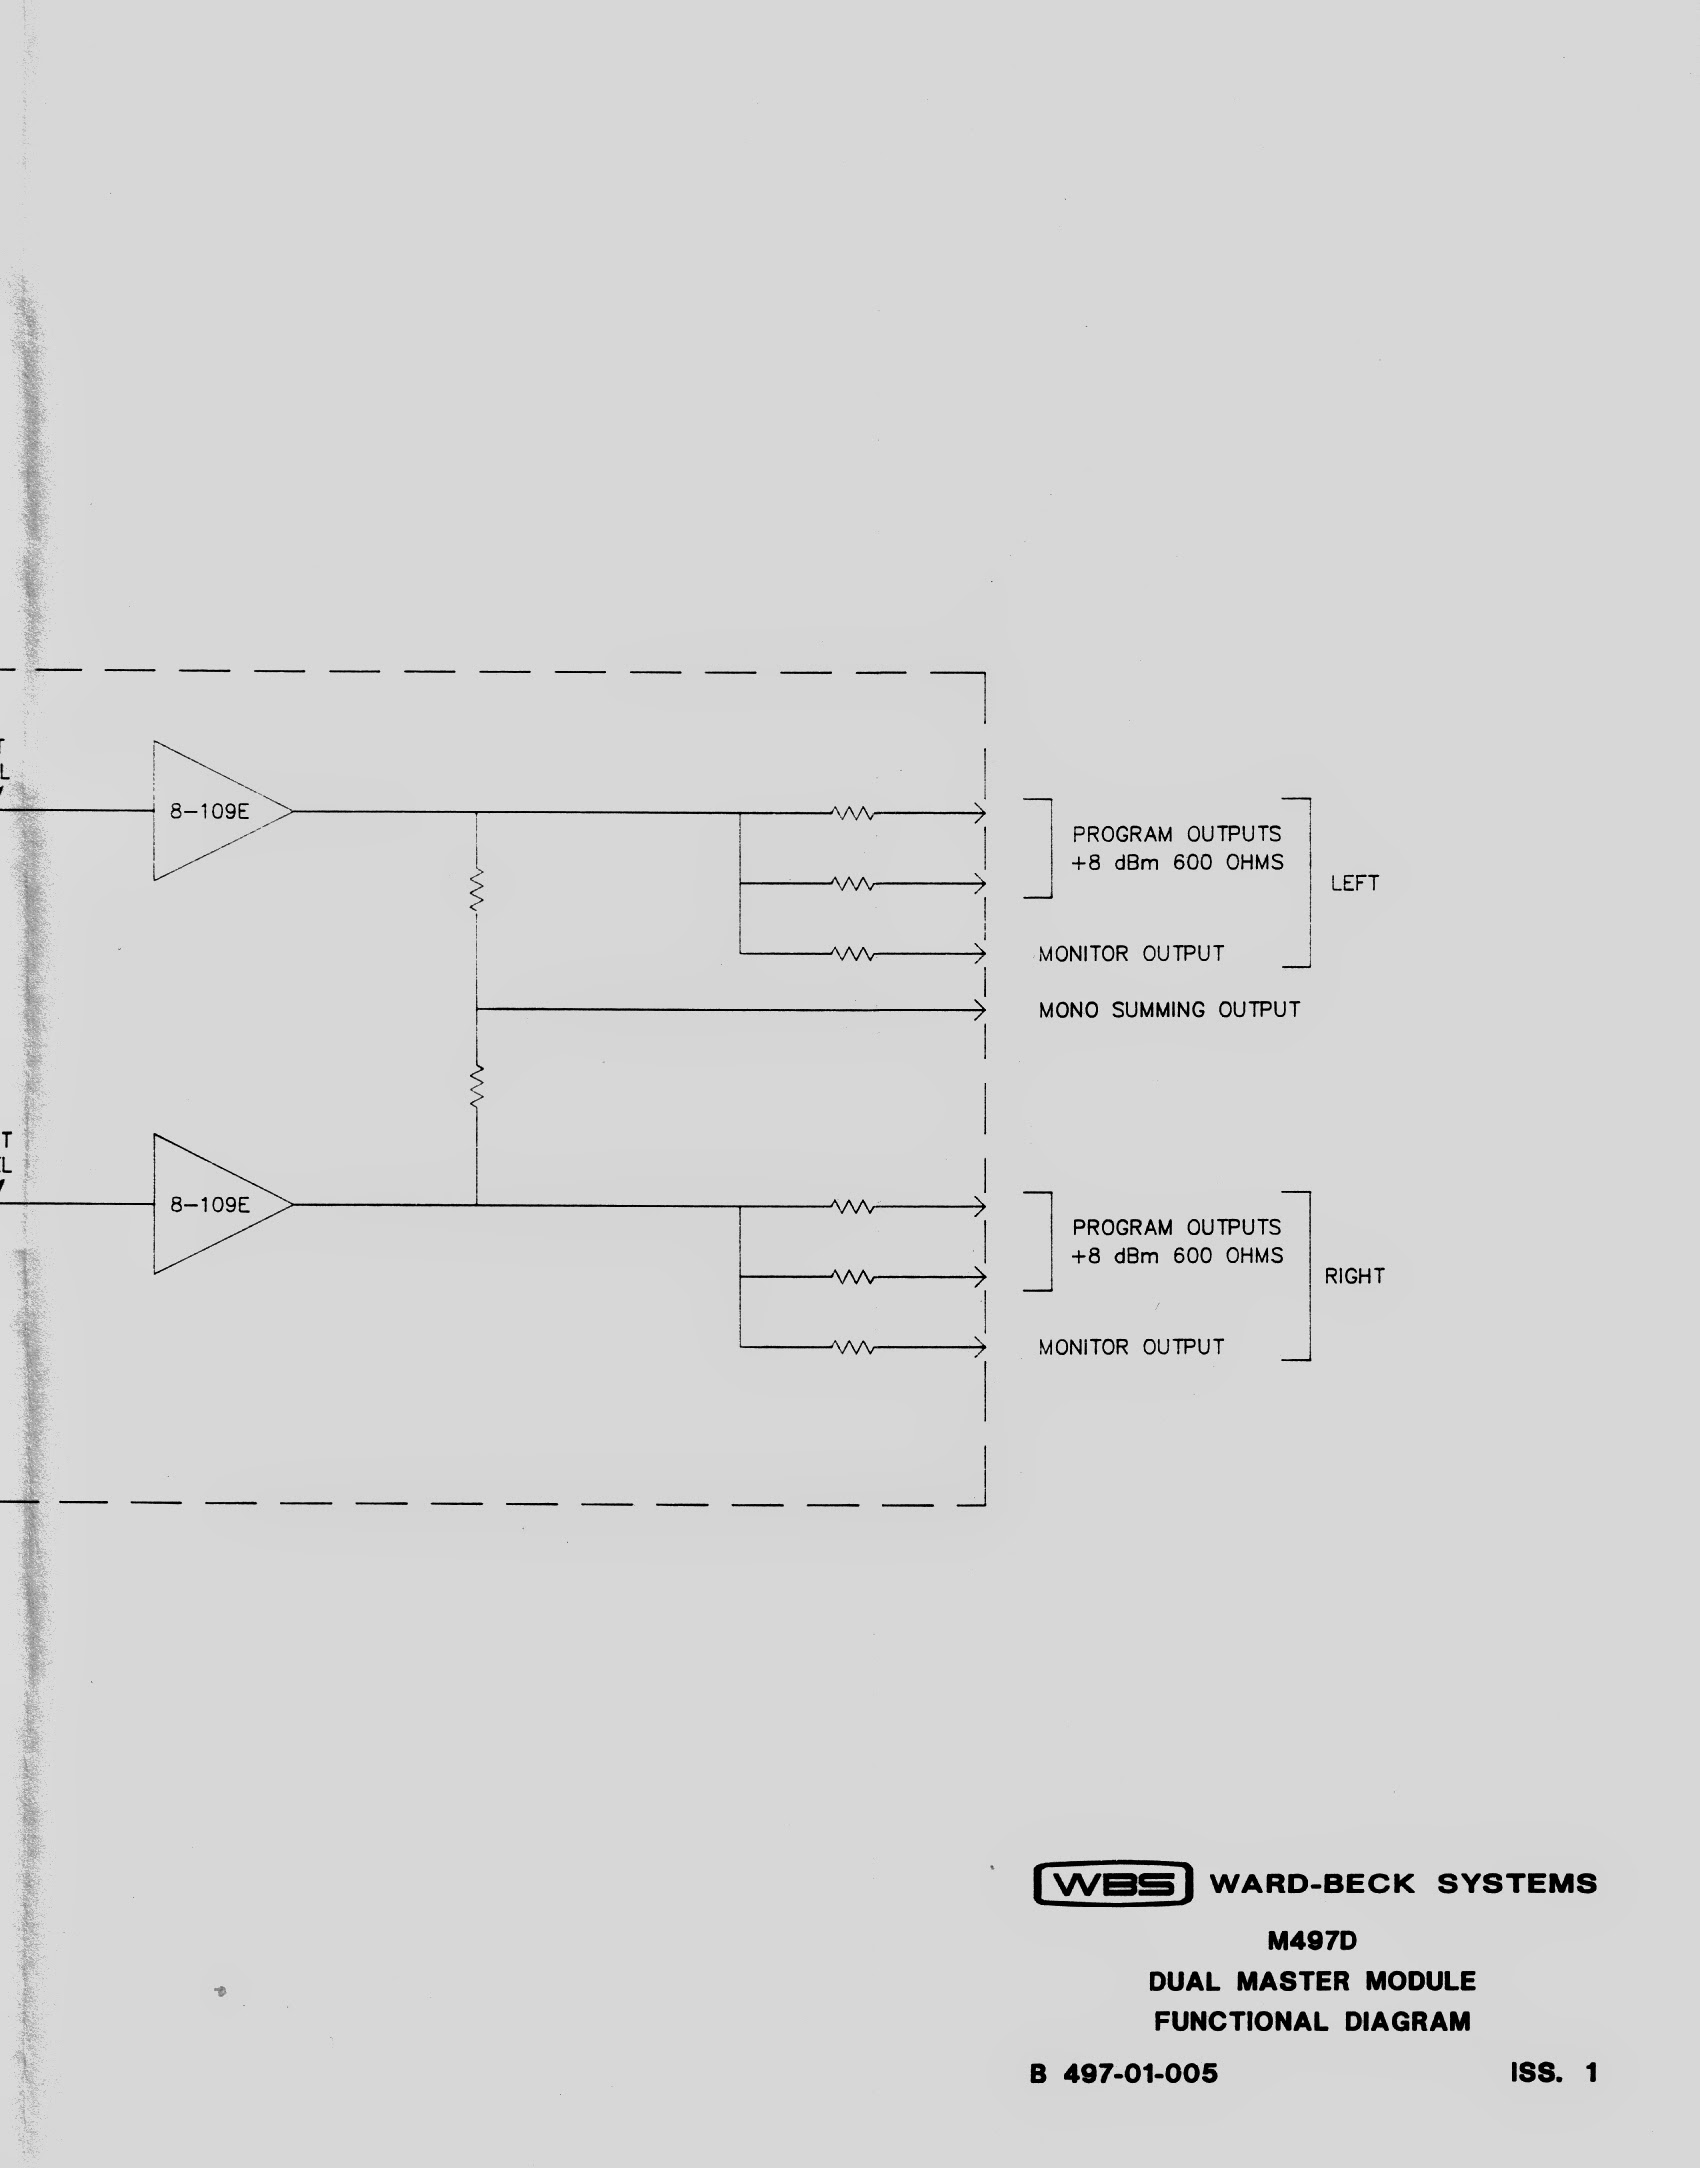 8-109E
PROGRAM OUTPUTS
+8 dBm 600 OHMS
LEFT
MONITOR OUTPUT
MONO SUMMING OUTPUT
8-109E
PROGRAM OUTPUTS
+8 dBm 600 OHMS
RIGHT
MONITOR OUTPUT
WBS WARD-BECK SYSTEMS
M497D
DUAL MASTER MODULE
FUNCTIONAL DIAGRAM
B 497-01-005 ISS. 1